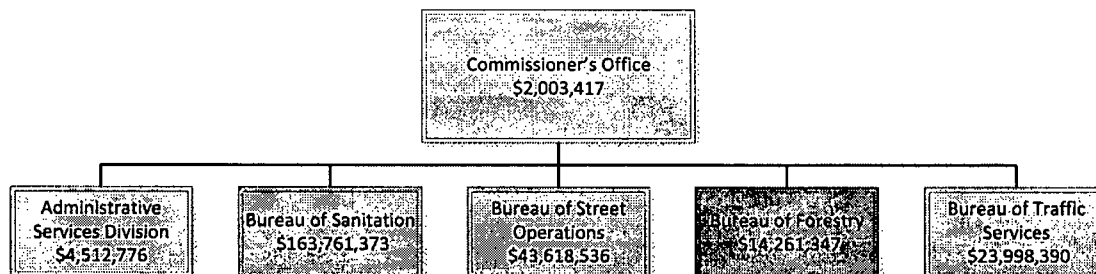 Commissioner's Office
$2,003,417
Administrative
Services Division
$4,512,776
Bureau of Sanitation
$163,761,373
Bureau of Street
Operations
$43,618,536
Bureau of Forestry
$14,261,347
Bureau of Traffic
Services
$23,998,390